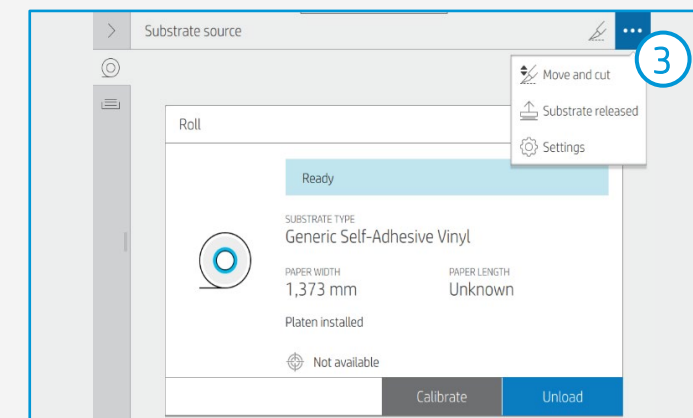 Substrate source
3
Move and cut
Substrate released
Settings
Roll
Ready
SUBSTRATE TYPE
Generic Self-Adhesive Vinyl
PAPER WIDTH PAPER LENGTH
1,373 mm Unknown
Platen installed
Not available
Calibrate Unload